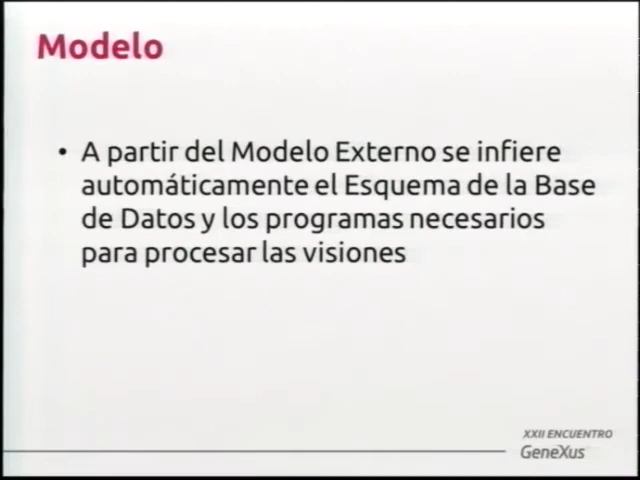 Modelo
• A partir del Modelo Externo se infiere
automáticamente el Esquema de la Base
de Datos y los programas necesarios
para procesar las visiones
XXII ENCUENTRO
GeneXus